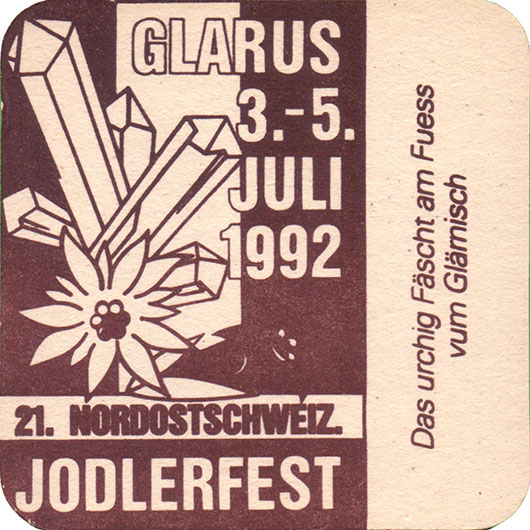 GLARUS
3.-5.
JULI
1992
21. NORDOSTSCHWEIZ.
JODLERFEST
Das urchig Fäscht am Fuess
vum Glärnisch